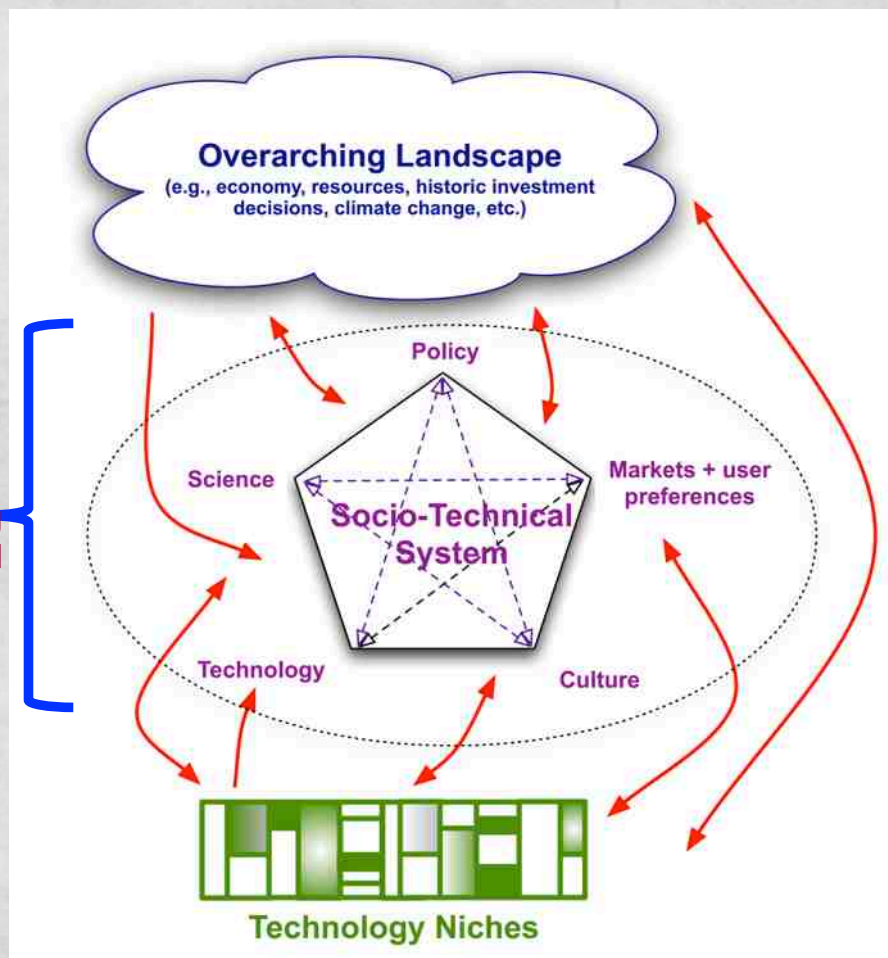 Overarching Landscape
(e.g., economy, resources, historic investment
decisions, climate change, etc.)
Policy
Science
Markets + user
preferences
Socio-Technical
System
Technology
Culture
Technology Niches